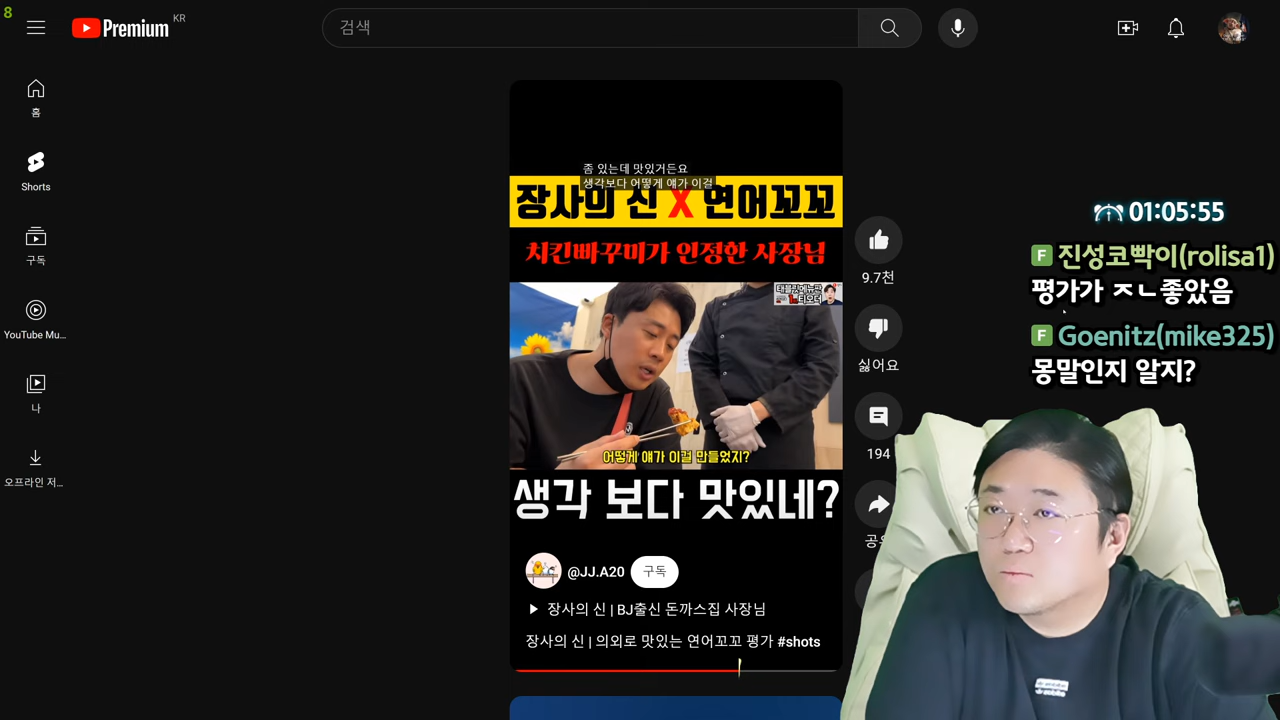 8
Premium
KR
검색
홈
Shorts
구독
YouTube Mu...
나
오프라인 저...
좀 있는데 맛있거든요
생각보다 어떻게 얘가 이걸
장사의 신 X 연어꼬꼬
치킨빠꾸미가 인정한 사장님
어떻게 얘가 이걸 만들었지?
생각 보다 맛있네?
@JJ.A20
구독
장사의 신 | BJ출신 돈까스집 사장님
장사의 신 | 의외로 맛있는 연어꼬꼬 평가 #shots
9.7천
싫어요
194
01:05:55
F 진성코빡이(rolisa1)
평가가 ㅈㄴ좋았음
F Goenitz(mike325)
몽말인지 알지?